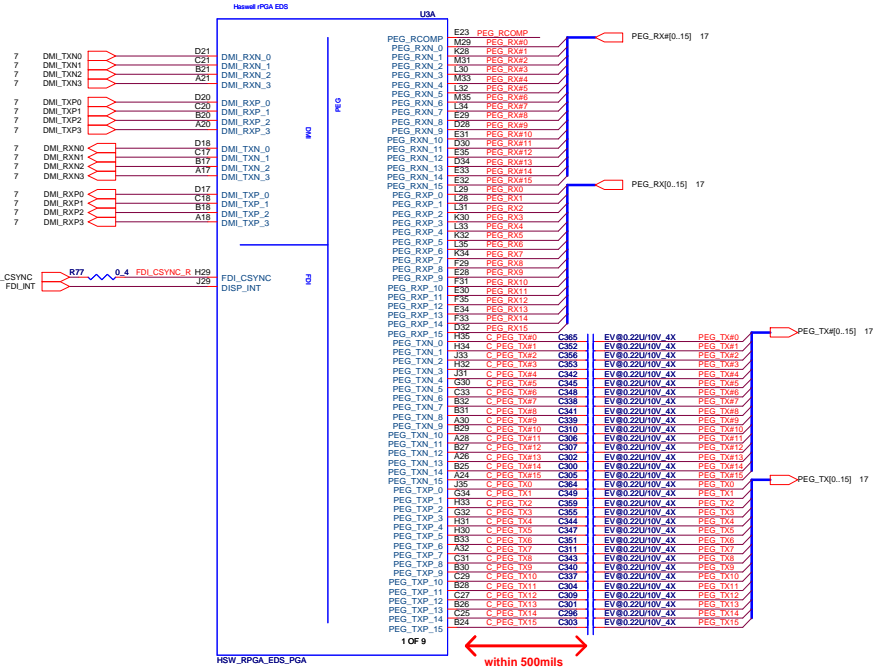 Haswell rPGA EDS
U3A
7 DMI_TXN0 D21 DMI_RXN_0
7 DMI_TXN1 C21 DMI_RXN_1
7 DMI_TXN2 B21 DMI_RXN_2
7 DMI_TXN3 A21 DMI_RXN_3
7 DMI_TXP0 D20 DMI_RXP_0
7 DMI_TXP1 C20 DMI_RXP_1
7 DMI_TXP2 B20 DMI_RXP_2
7 DMI_TXP3 A20 DMI_RXP_3
7 DMI_RXN0 D18 DMI_TXN_0
7 DMI_RXN1 C17 DMI_TXN_1
7 DMI_RXN2 B17 DMI_TXN_2
7 DMI_RXN3 A17 DMI_TXN_3
7 DMI_RXP0 D17 DMI_TXP_0
7 DMI_RXP1 C18 DMI_TXP_1
7 DMI_RXP2 B18 DMI_TXP_2
7 DMI_RXP3 A18 DMI_TXP_3
_CSYNC R77 0_4 FDI_CSYNC_R H29 FDI_CSYNC
FDI_INT J29 DISP_INT
PEG
DMI
FDI
PEG_RCOMP E23 PEG_RCOMP
PEG_RXN_0 M29 PEG_RX#0
PEG_RXN_1 K28 PEG_RX#1
PEG_RXN_2 M31 PEG_RX#2
PEG_RXN_3 L30 PEG_RX#3
PEG_RXN_4 M33 PEG_RX#4
PEG_RXN_5 L32 PEG_RX#5
PEG_RXN_6 M35 PEG_RX#6
PEG_RXN_7 L34 PEG_RX#7
PEG_RXN_8 E29 PEG_RX#8
PEG_RXN_9 D28 PEG_RX#9
PEG_RXN_10 E31 PEG_RX#10
PEG_RXN_11 D30 PEG_RX#11
PEG_RXN_12 E35 PEG_RX#12
PEG_RXN_13 D34 PEG_RX#13
PEG_RXN_14 E33 PEG_RX#14
PEG_RXN_15 E32 PEG_RX#15
PEG_RX#[0..15] 17
PEG_RXP_0 L29 PEG_RX0
PEG_RXP_1 L28 PEG_RX1
PEG_RXP_2 L31 PEG_RX2
PEG_RXP_3 K30 PEG_RX3
PEG_RXP_4 L33 PEG_RX4
PEG_RXP_5 K32 PEG_RX5
PEG_RXP_6 L35 PEG_RX6
PEG_RXP_7 K34 PEG_RX7
PEG_RXP_8 F29 PEG_RX8
PEG_RXP_9 E28 PEG_RX9
PEG_RXP_10 F31 PEG_RX10
PEG_RXP_11 E30 PEG_RX11
PEG_RXP_12 F35 PEG_RX12
PEG_RXP_13 E34 PEG_RX13
PEG_RXP_14 F33 PEG_RX14
PEG_RXP_15 D32 PEG_RX15
PEG_RX[0..15] 17
PEG_TXN_0 H35 C_PEG_TX#0 C365 EV@0.22U/10V_4X PEG_TX#0
PEG_TXN_1 H34 C_PEG_TX#1 C352 EV@0.22U/10V_4X PEG_TX#1
PEG_TXN_2 J33 C_PEG_TX#2 C356 EV@0.22U/10V_4X PEG_TX#2
PEG_TXN_3 H32 C_PEG_TX#3 C353 EV@0.22U/10V_4X PEG_TX#3
PEG_TXN_4 J31 C_PEG_TX#4 C342 EV@0.22U/10V_4X PEG_TX#4
PEG_TXN_5 G30 C_PEG_TX#5 C345 EV@0.22U/10V_4X PEG_TX#5
PEG_TXN_6 C33 C_PEG_TX#6 C348 EV@0.22U/10V_4X PEG_TX#6
PEG_TXN_7 B32 C_PEG_TX#7 C338 EV@0.22U/10V_4X PEG_TX#7
PEG_TXN_8 B31 C_PEG_TX#8 C341 EV@0.22U/10V_4X PEG_TX#8
PEG_TXN_9 A30 C_PEG_TX#9 C339 EV@0.22U/10V_4X PEG_TX#9
PEG_TXN_10 B29 C_PEG_TX#10 C310 EV@0.22U/10V_4X PEG_TX#10
PEG_TXN_11 A28 C_PEG_TX#11 C306 EV@0.22U/10V_4X PEG_TX#11
PEG_TXN_12 B27 C_PEG_TX#12 C307 EV@0.22U/10V_4X PEG_TX#12
PEG_TXN_13 A26 C_PEG_TX#13 C302 EV@0.22U/10V_4X PEG_TX#13
PEG_TXN_14 B25 C_PEG_TX#14 C300 EV@0.22U/10V_4X PEG_TX#14
PEG_TXN_15 A24 C_PEG_TX#15 C305 EV@0.22U/10V_4X PEG_TX#15
PEG_TX#[0..15] 17
PEG_TXP_0 J35 C_PEG_TX0 C364 EV@0.22U/10V_4X PEG_TX0
PEG_TXP_1 G34 C_PEG_TX1 C349 EV@0.22U/10V_4X PEG_TX1
PEG_TXP_2 H33 C_PEG_TX2 C359 EV@0.22U/10V_4X PEG_TX2
PEG_TXP_3 G32 C_PEG_TX3 C355 EV@0.22U/10V_4X PEG_TX3
PEG_TXP_4 H31 C_PEG_TX4 C344 EV@0.22U/10V_4X PEG_TX4
PEG_TXP_5 H30 C_PEG_TX5 C347 EV@0.22U/10V_4X PEG_TX5
PEG_TXP_6 B33 C_PEG_TX6 C351 EV@0.22U/10V_4X PEG_TX6
PEG_TXP_7 A32 C_PEG_TX7 C311 EV@0.22U/10V_4X PEG_TX7
PEG_TXP_8 C31 C_PEG_TX8 C343 EV@0.22U/10V_4X PEG_TX8
PEG_TXP_9 B30 C_PEG_TX9 C340 EV@0.22U/10V_4X PEG_TX9
PEG_TXP_10 C29 C_PEG_TX10 C337 EV@0.22U/10V_4X PEG_TX10
PEG_TXP_11 B28 C_PEG_TX11 C304 EV@0.22U/10V_4X PEG_TX11
PEG_TXP_12 C27 C_PEG_TX12 C309 EV@0.22U/10V_4X PEG_TX12
PEG_TXP_13 B26 C_PEG_TX13 C301 EV@0.22U/10V_4X PEG_TX13
PEG_TXP_14 C25 C_PEG_TX14 C296 EV@0.22U/10V_4X PEG_TX14
PEG_TXP_15 B24 C_PEG_TX15 C303 EV@0.22U/10V_4X PEG_TX15
PEG_TX[0..15] 17
1 OF 9
HSW_RPGA_EDS_PGA
within 500mils